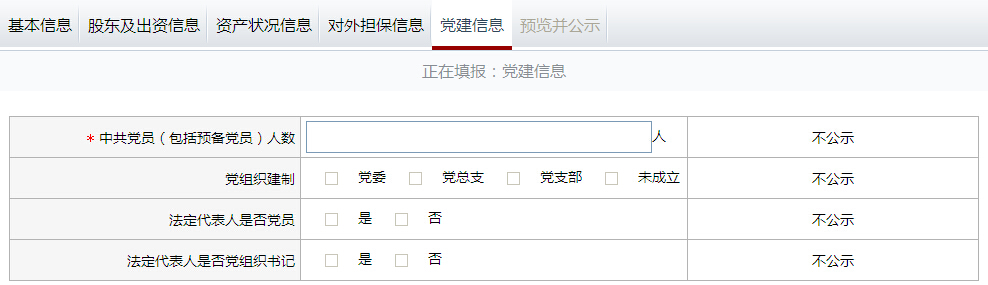 基本信息 股东及出资信息 资产状况信息 对外担保信息 党建信息 预览并公示
正在填报：党建信息
* 中共党员（包括预备党员）人数 人 不公示
党组织建制 党委 党总支 党支部 未成立 不公示
法定代表人是否党员 是 否 不公示
法定代表人是否党组织书记 是 否 不公示